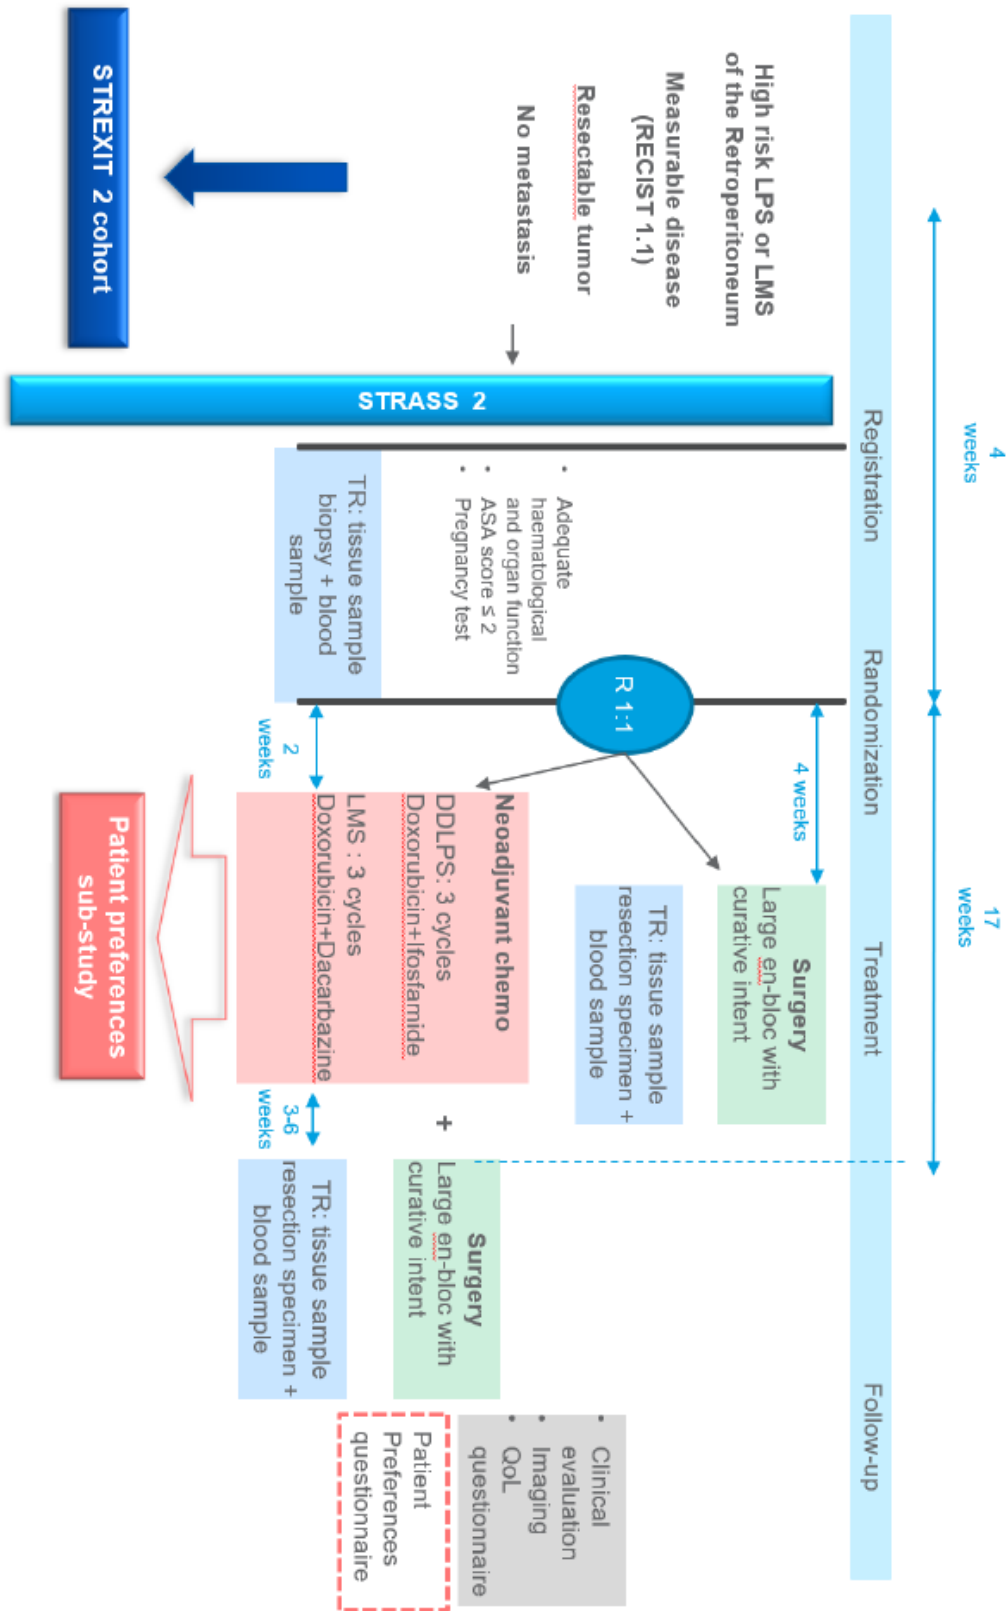 4
weeks
17
weeks
Registration
Randomization
Treatment
Follow-up
High risk LPS or LMS
of the Retroperitoneum
Measurable disease
(RECIST 1.1)
Resectable tumor
No metastasis
STREXIT 2 cohort
STRASS 2
• Adequate
haematological
and organ function
• ASA score ≤ 2
• Pregnancy test
TR: tissue sample
biopsy + blood
sample
R 1:1
4 weeks
Surgery
Large en-bloc with
curative intent
TR: tissue sample
resection specimen +
blood sample
2
weeks
Neoadjuvant chemo
DDLPS: 3 cycles
Doxorubicin+Ifosfamide
LMS : 3 cycles
Doxorubicin+Dacarbazine
Patient preferences
sub-study
+
3-6
weeks
Surgery
Large en-bloc with
curative intent
TR: tissue sample
resection specimen +
blood sample
• Clinical
evaluation
• Imaging
• QoL
questionnaire
Patient
Preferences
questionnaire